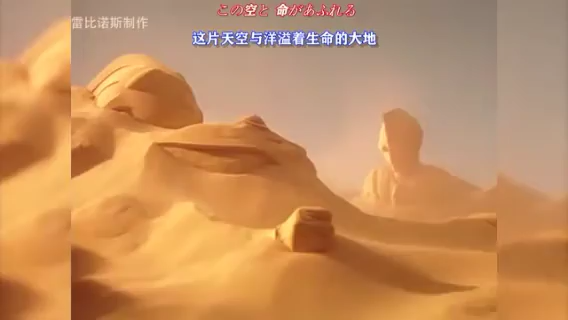 雷比诺斯制作
この空と 命があふれる
这片天空与洋溢着生命的大地